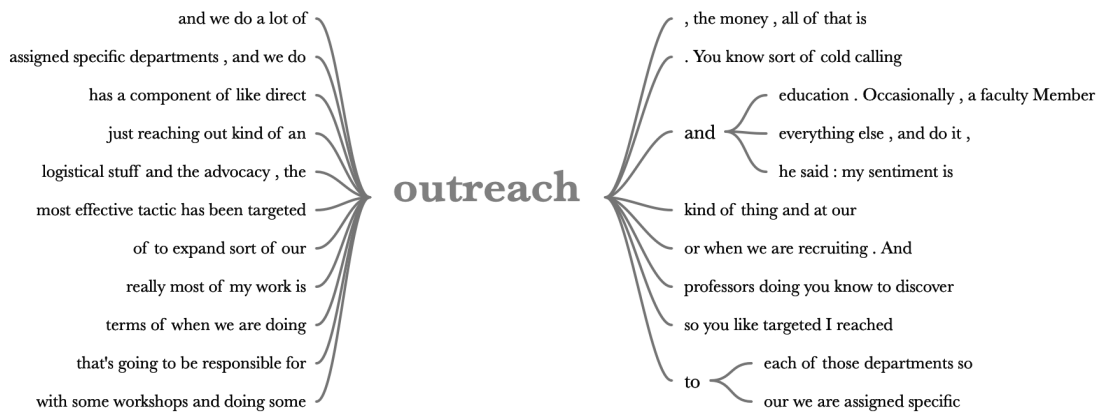 and we do a lot of
assigned specific departments , and we do
has a component of like direct
just reaching out kind of an
logistical stuff and the advocacy , the
most effective tactic has been targeted
of to expand sort of our
really most of my work is
terms of when we are doing
that's going to be responsible for
with some workshops and doing some
outreach
, the money , all of that is
. You know sort of cold calling
and
education . Occasionally , a faculty Member
everything else , and do it ,
he said : my sentiment is
kind of thing and at our
or when we are recruiting . And
professors doing you know to discover
so you like targeted I reached
to
each of those departments so
our we are assigned specific